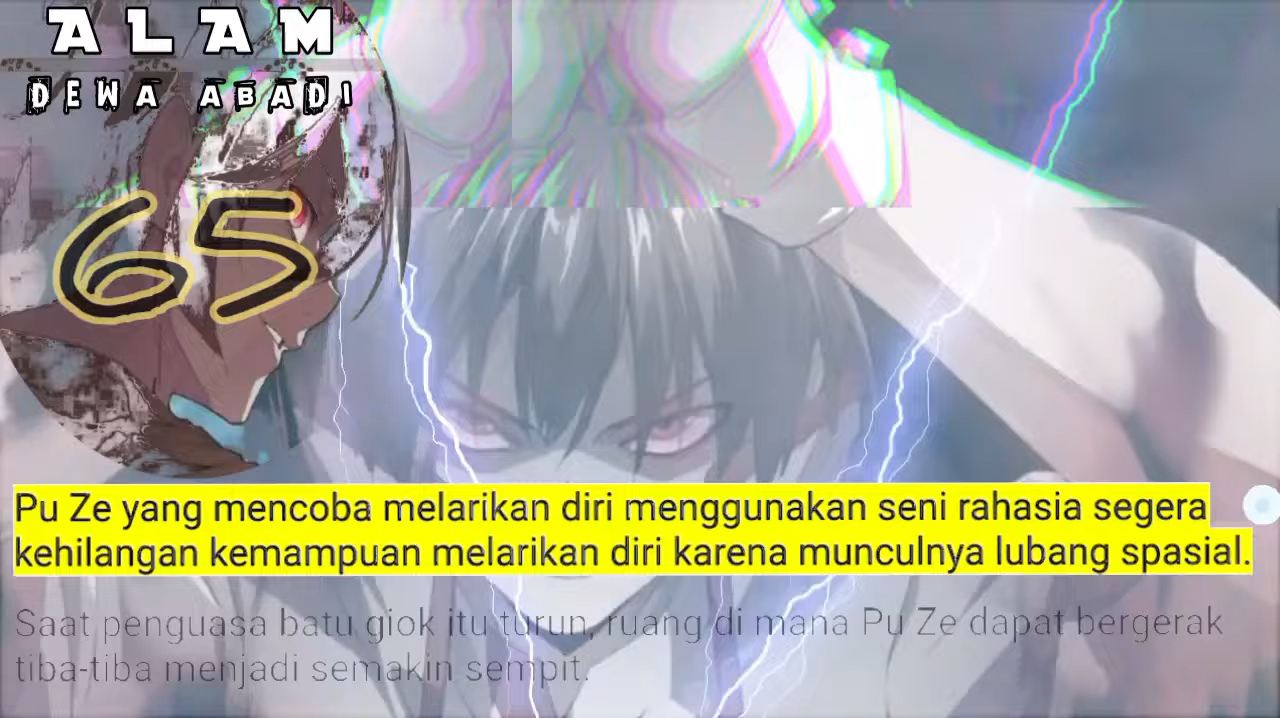 ALAM
DEWA ABADI
65
Pu Ze yang mencoba melarikan diri menggunakan seni rahasia segera
kehilangan kemampuan melarikan diri karena munculnya lubang spasial.
Saat penguasa batu giok itu turun, ruang di mana Pu Ze dapat bergerak
tiba-tiba menjadi semakin sempit.